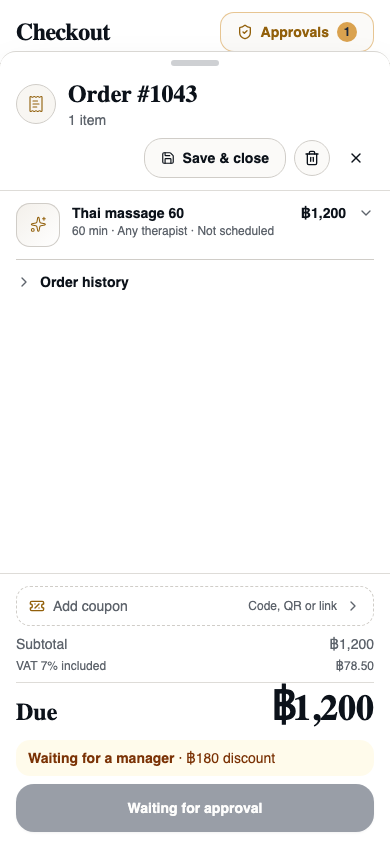 Checkout
Approvals 1
Order #1043
1 item
Save & close
Thai massage 60 ฿1,200
60 min · Any therapist · Not scheduled
Order history
Add coupon Code, QR or link
Subtotal ฿1,200
VAT 7% included ฿78.50
Due ฿1,200
Waiting for a manager · ฿180 discount
Waiting for approval